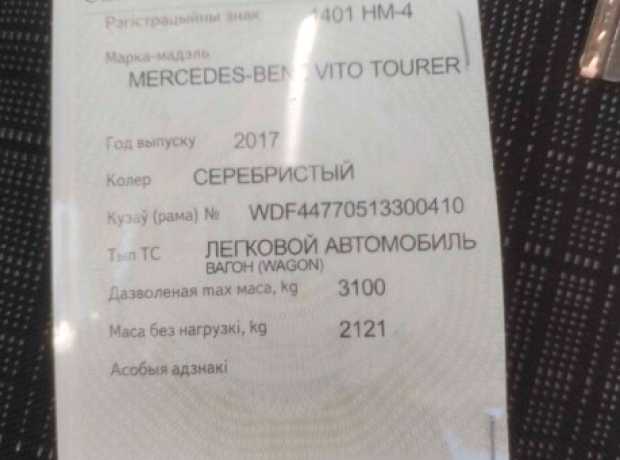 Рэгістрацыйны знак 1401 HM-4
Марка-мадэль
MERCEDES-BENZ VITO TOURER
Год выпуску 2017
Колер СЕРЕБРИСТЫЙ
Кузаў (рама) № WDF44770513300410
Тып ТС ЛЕГКОВОЙ АВТОМОБИЛЬ
ВАГОН (WAGON)
Дазволеная max маса, kg 3100
Маса без нагрузкі, kg 2121
Асобыя адзнакі